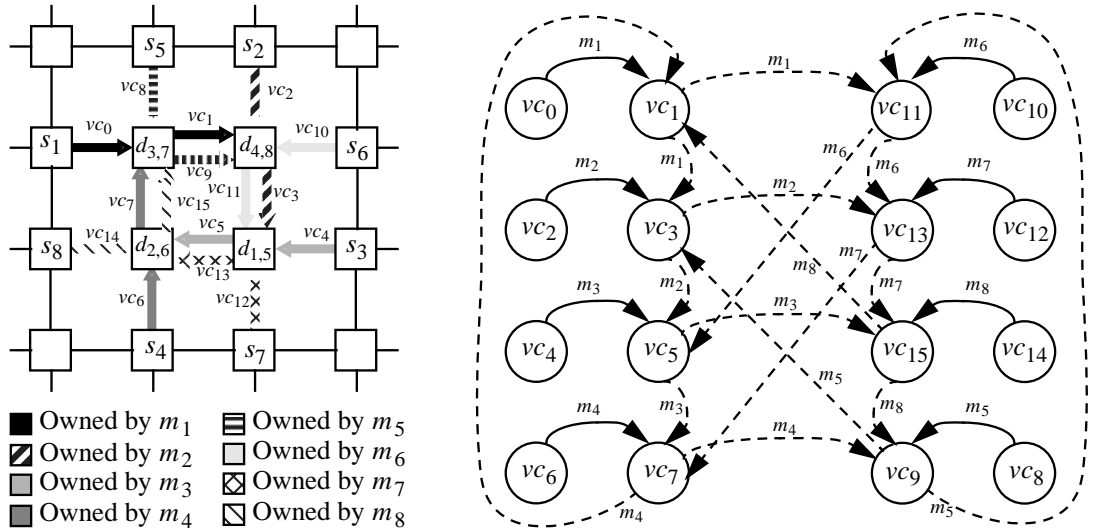 s5 s2
vc8 vc2
vc0 vc1 vc10
s1 d3,7 d4,8 s6
vc9
vc11
vc7 vc15 vc5 vc3 vc4
vc14
s8 d2,6 d1,5 s3
vc13
vc6 vc12
s4 s7
Owned by m1 Owned by m5
Owned by m2 Owned by m6
Owned by m3 Owned by m7
Owned by m4 Owned by m8
m1 m1 m6
vc0 vc1 vc11 vc10
m1 m6 m6
m2 m2 m7
vc2 vc3 vc13 vc12
m2 m8 m7 m7
m3 m3 m8
vc4 vc5 vc15 vc14
m3 m5 m8
m4 m4 m5
vc6 vc7 vc9 vc8
m4 m5